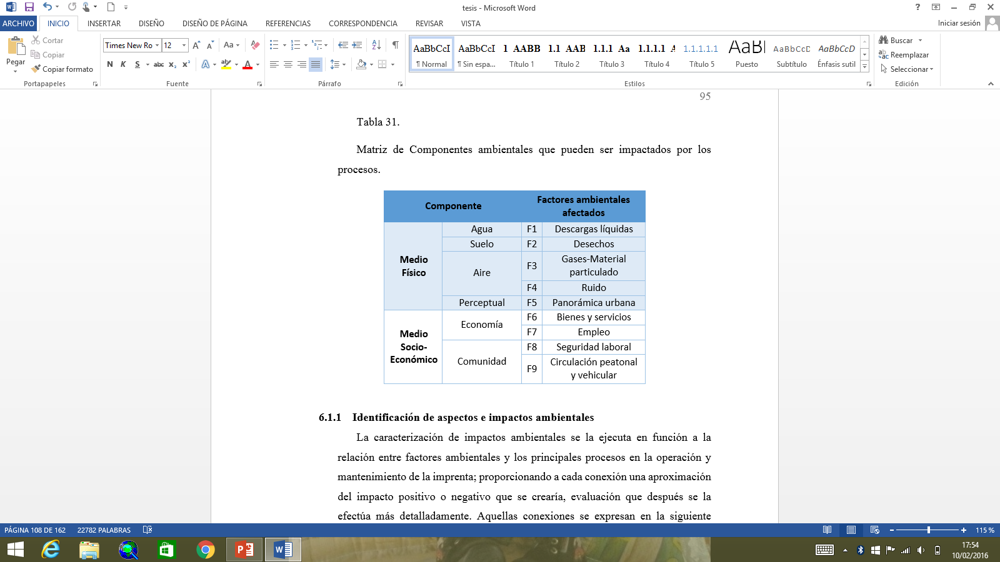 tesis - Microsoft Word
ARCHIVO INICIO INSERTAR DISEÑO DISEÑO DE PÁGINA REFERENCIAS CORRESPONDENCIA REVISAR VISTA Iniciar sesión
Pegar
Cortar
Copiar
Copiar formato
Portapapeles
Times New Ro 12
N K S abc x₂ x²
Fuente
Párrafo
AaBbCcI AaBbCcI 1 AABB 1.1 AAB 1.1.1 Aa 1.1.1.1 A 1.1.1.1.1 AaBl AaBbCcD AaBbCcD
¶ Normal ¶ Sin espa... Título 1 Título 2 Título 3 Título 4 Título 5 Puesto Subtítulo Énfasis sutil
Estilos
Buscar
Reemplazar
Seleccionar
Edición
95
Tabla 31.
Matriz de Componentes ambientales que pueden ser impactados por los
procesos.
Componente
Factores ambientales
afectados
Medio
Físico
Agua F1 Descargas líquidas
Suelo F2 Desechos
Aire
F3 Gases-Material
particulado
F4 Ruido
Perceptual F5 Panorámica urbana
Medio
Socio-
Económico
Economía
F6 Bienes y servicios
F7 Empleo
Comunidad
F8 Seguridad laboral
F9 Circulación peatonal
y vehicular
6.1.1 Identificación de aspectos e impactos ambientales
La caracterización de impactos ambientales se la ejecuta en función a la
relación entre factores ambientales y los principales procesos en la operación y
mantenimiento de la imprenta; proporcionando a cada conexión una aproximación
del impacto positivo o negativo que se crearía, evaluación que después se la
efectúa más detalladamente. Aquellas conexiones se expresan en la siguiente
PÁGINA 108 DE 162 22782 PALABRAS 115 %
17:54
10/02/2016